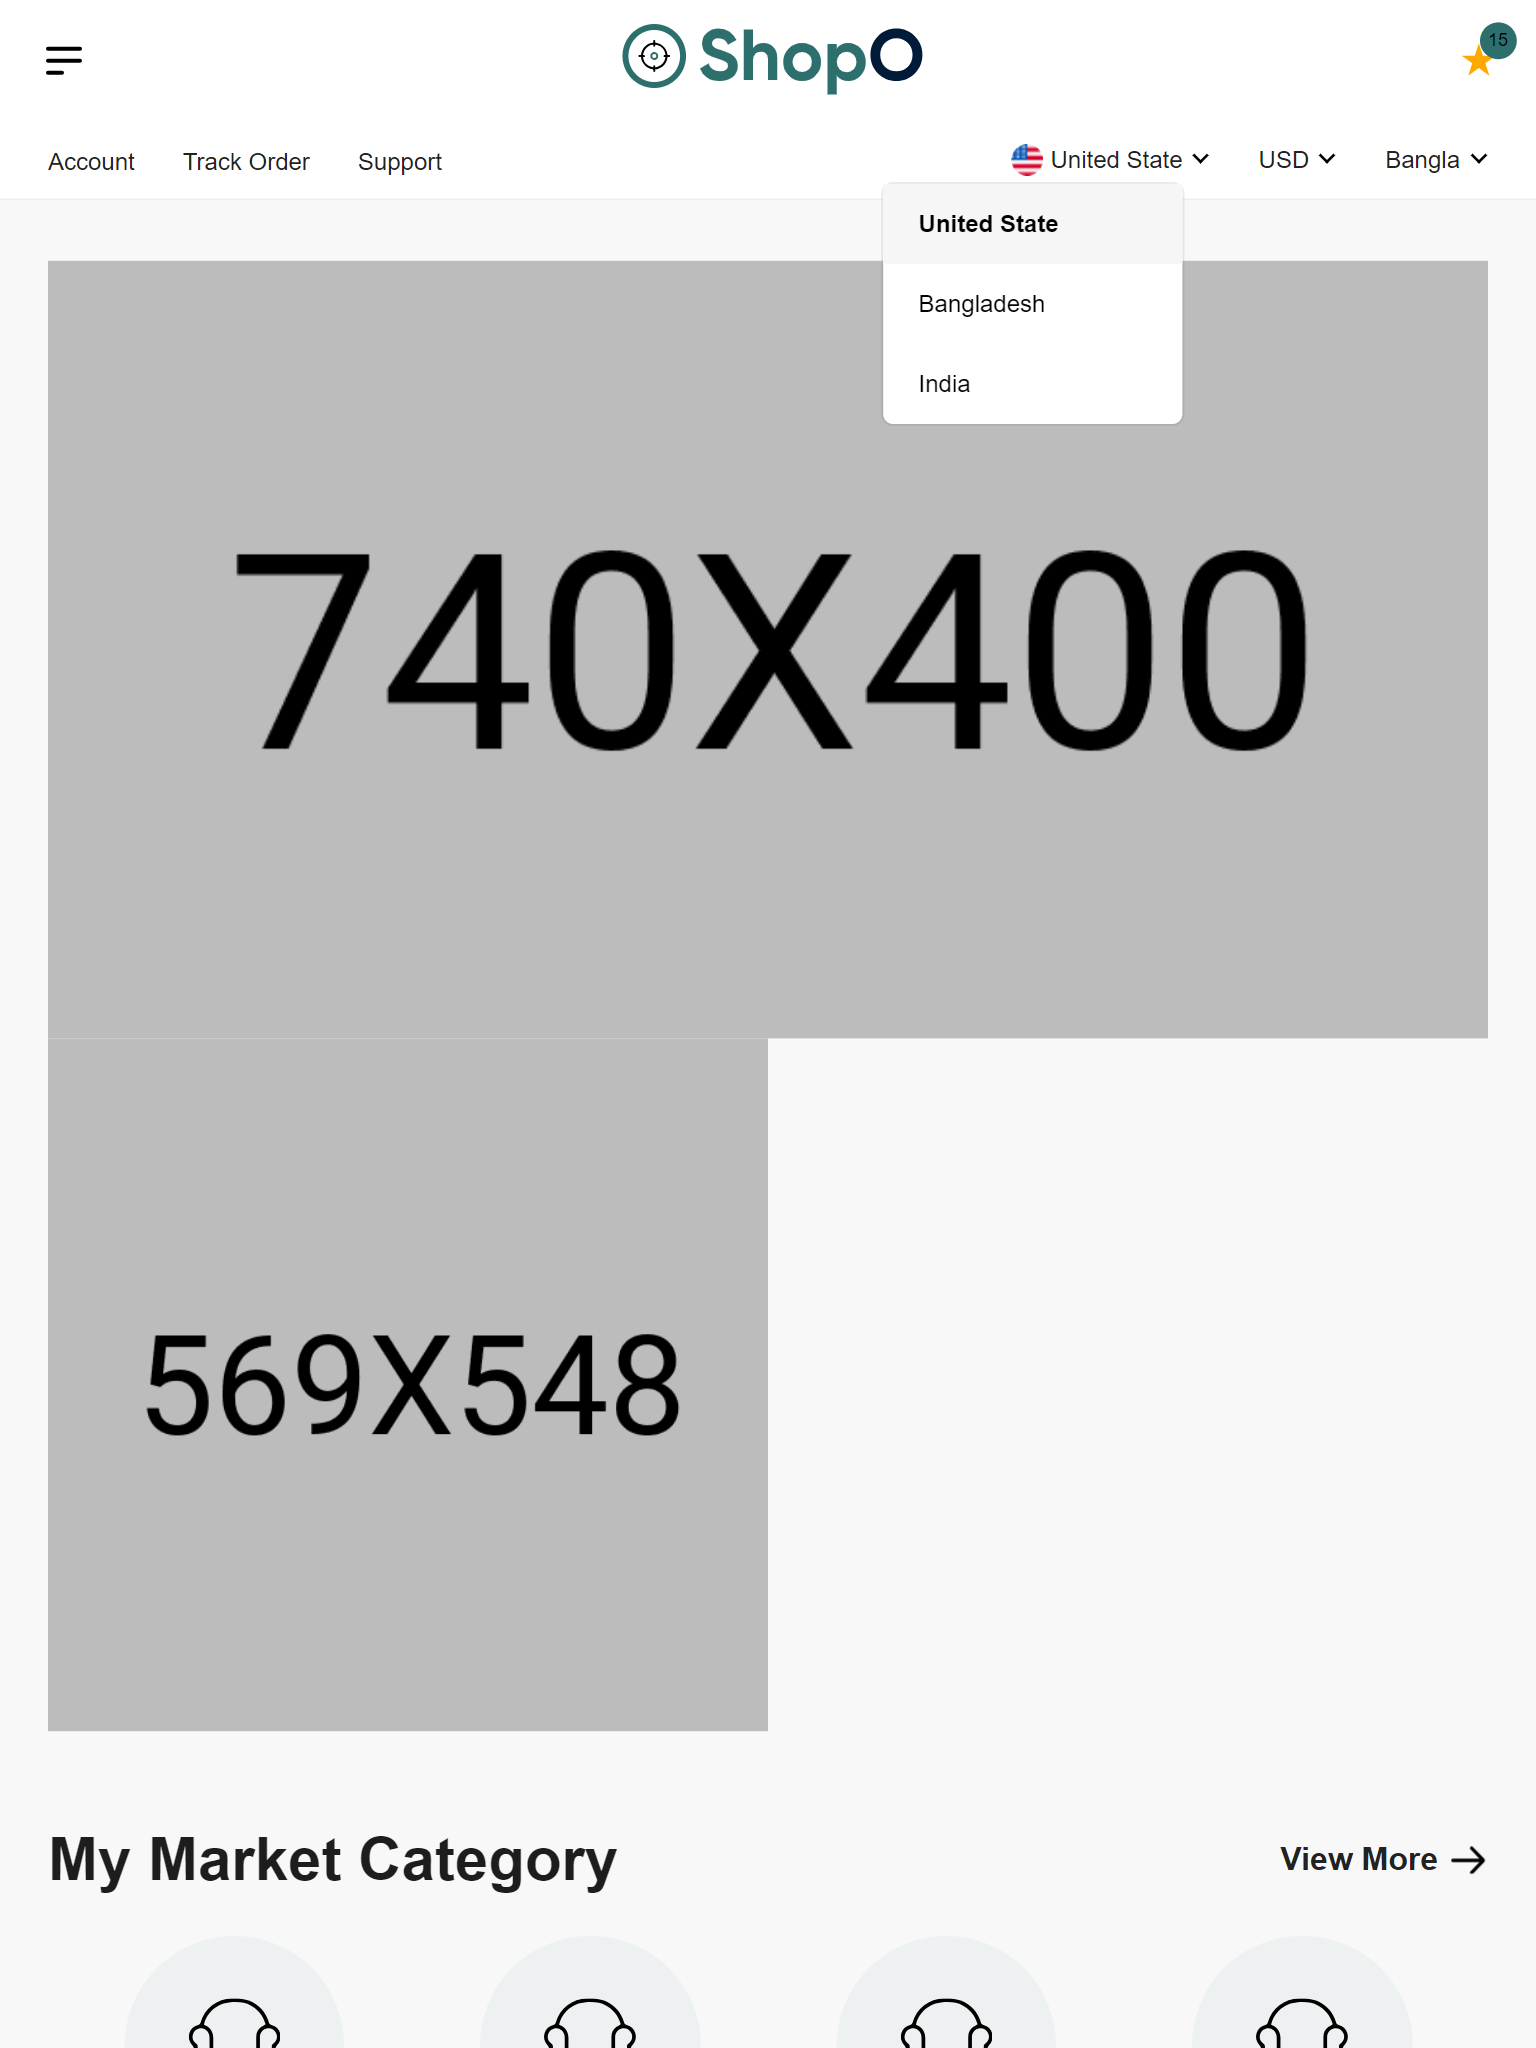 ShopO
15
Account Track Order Support United State USD Bangla
United State
Bangladesh
India
740X400
569X548
My Market Category View More